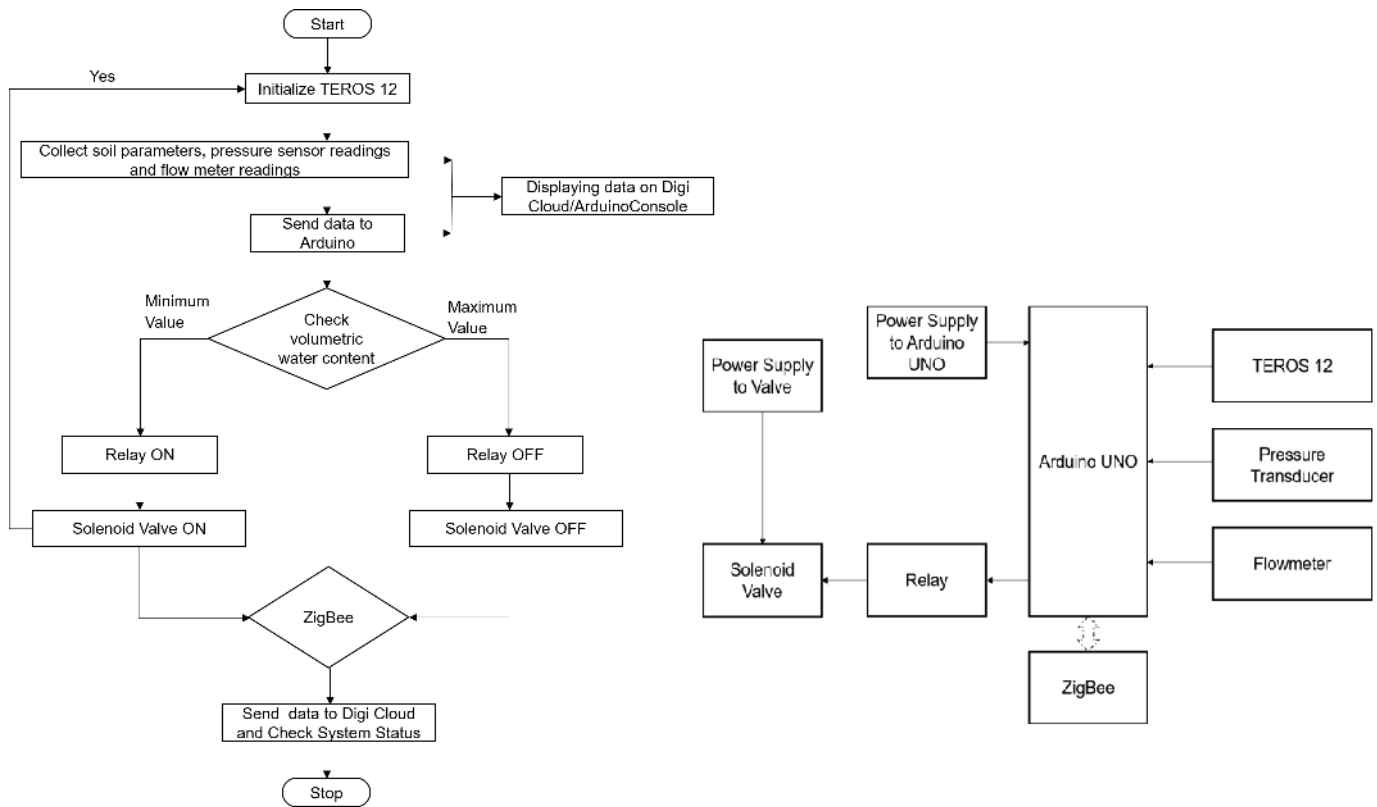 Start
Yes
Initialize TEROS 12
Collect soil parameters, pressure sensor readings
and flow meter readings
Displaying data on Digi
Cloud/ArduinoConsole
Send data to
Arduino
Minimum
Value
Maximum
Value
Check
volumetric
water content
Relay ON
Relay OFF
Solenoid Valve ON
Solenoid Valve OFF
ZigBee
Send data to Digi Cloud
and Check System Status
Stop
Power Supply
to Valve
Power Supply
to Arduino
UNO
Arduino UNO
TEROS 12
Pressure
Transducer
Flowmeter
Solenoid
Valve
Relay
ZigBee